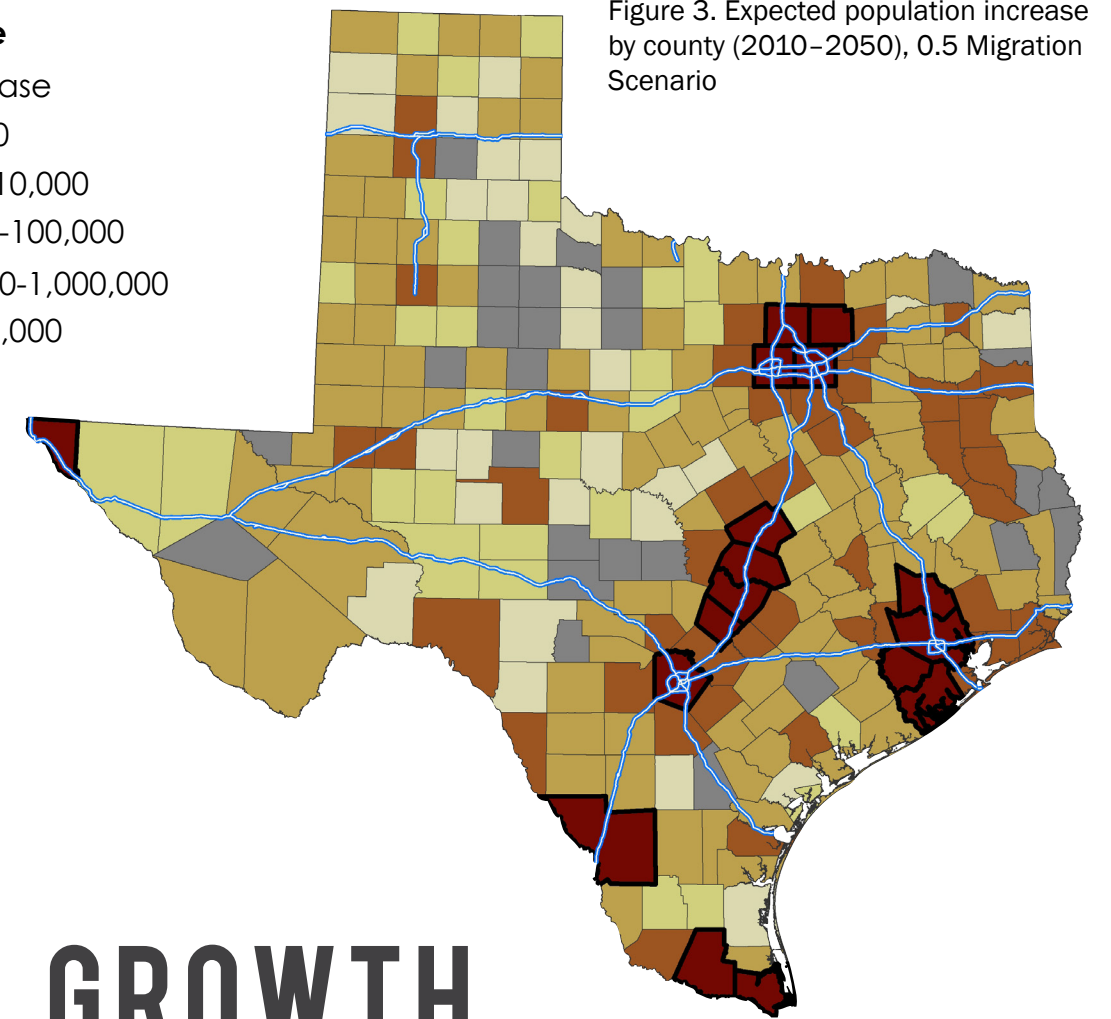 Figure 3. Expected population increase
by county (2010–2050), 0.5 Migration
Scenario
e
ase
0
10,000
–100,000
0-1,000,000
,000
GROWTH